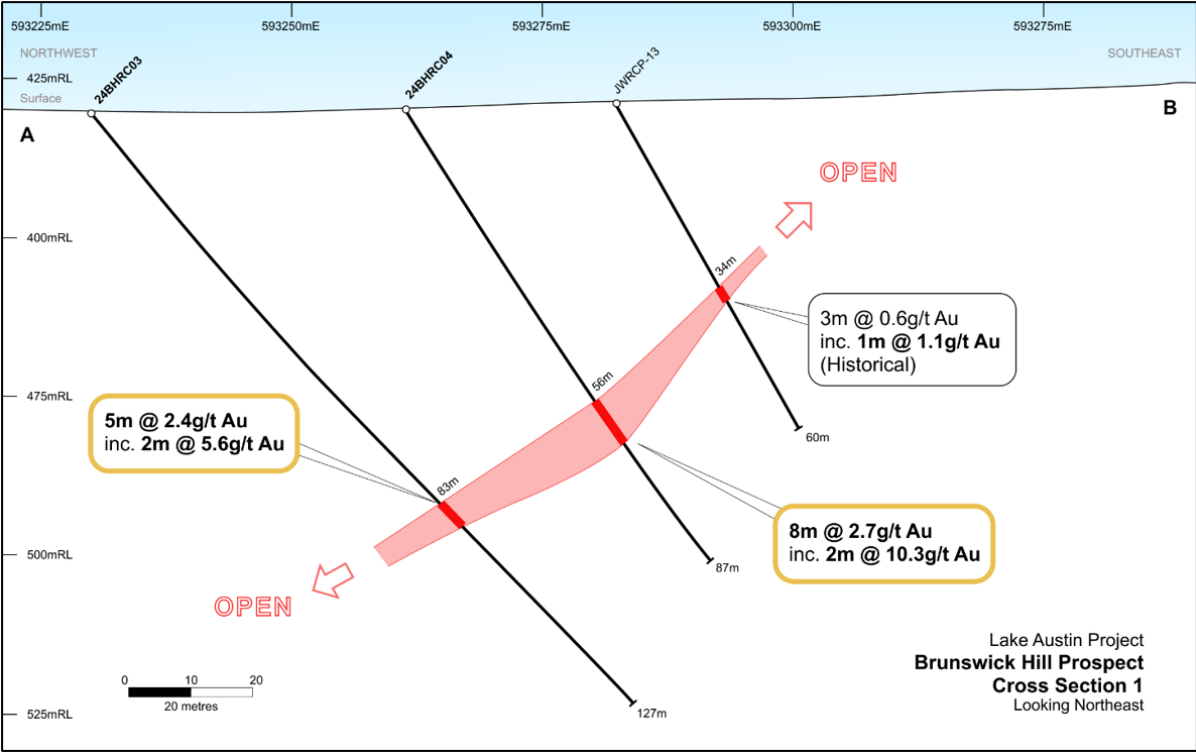 593225mE
593250mE
593275mE
593300mE
593275mE
NORTHWEST
SOUTHEAST
425mRL
Surface
24BHRC03
24BHRC04
JWRCP-13
A
B
OPEN
400mRL
34m
3m @ 0.6g/t Au
inc. 1m @ 1.1g/t Au
(Historical)
475mRL
56m
5m @ 2.4g/t Au
inc. 2m @ 5.6g/t Au
60m
83m
8m @ 2.7g/t Au
inc. 2m @ 10.3g/t Au
500mRL
87m
OPEN
Lake Austin Project
Brunswick Hill Prospect
Cross Section 1
Looking Northeast
0 10 20
20 metres
525mRL
127m